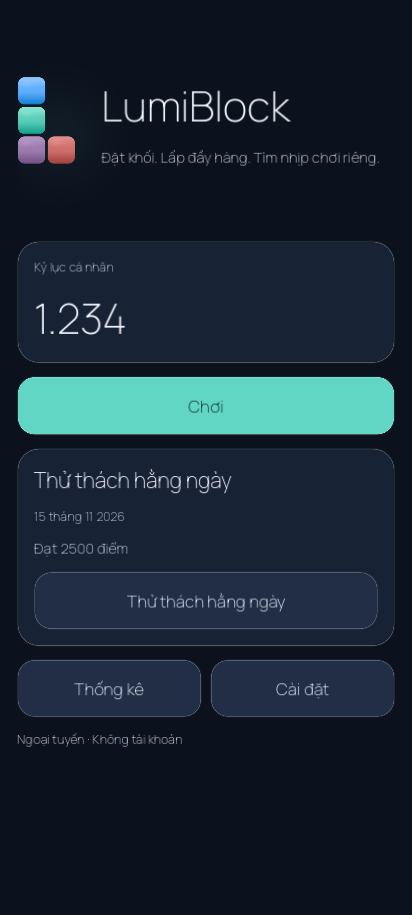 LumiBlock
Đặt khối. Lấp đầy hàng. Tìm nhịp chơi riêng.
Kỷ lục cá nhân
1.234
Chơi
Thử thách hằng ngày
15 tháng 11 2026
Đạt 2500 điểm
Thử thách hằng ngày
Thống kê
Cài đặt
Ngoại tuyến · Không tài khoản